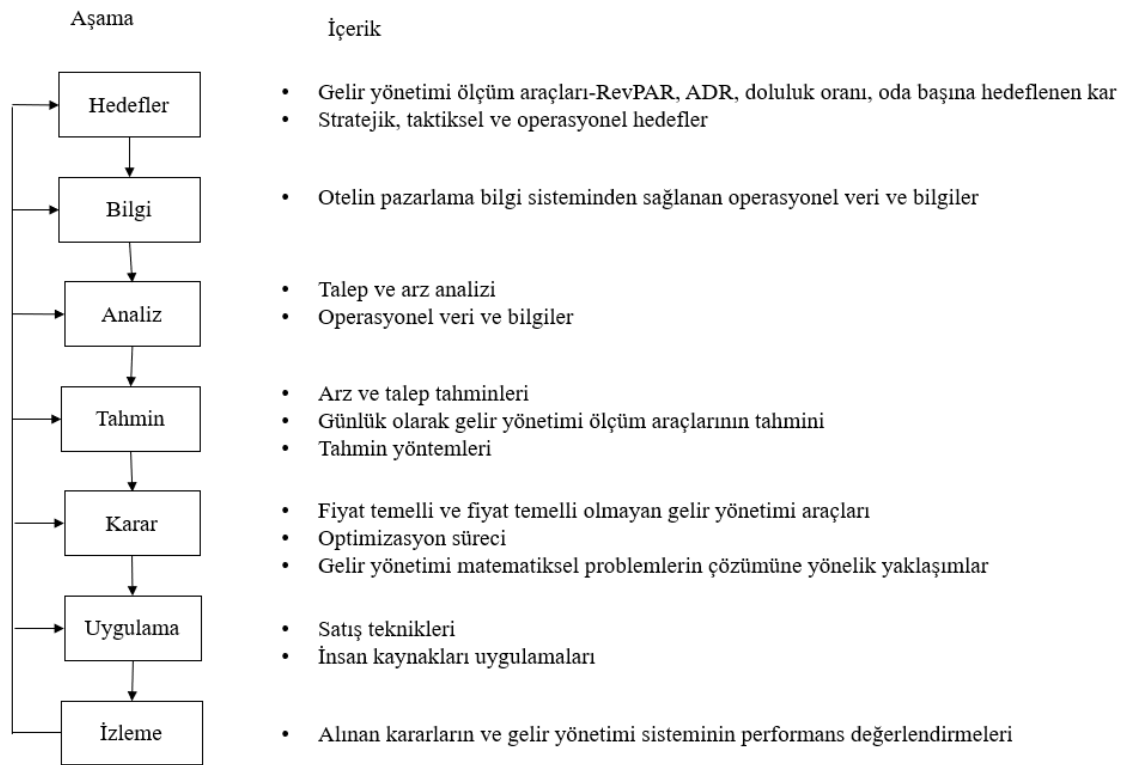 Aşama
İçerik
Hedefler
• Gelir yönetimi ölçüm araçları-RevPAR, ADR, doluluk oranı, oda başına hedeflenen kar
• Stratejik, taktiksel ve operasyonel hedefler
Bilgi
• Otelin pazarlama bilgi sisteminden sağlanan operasyonel veri ve bilgiler
Analiz
• Talep ve arz analizi
• Operasyonel veri ve bilgiler
Tahmin
• Arz ve talep tahminleri
• Günlük olarak gelir yönetimi ölçüm araçlarının tahmini
• Tahmin yöntemleri
Karar
• Fiyat temelli ve fiyat temelli olmayan gelir yönetimi araçları
• Optimizasyon süreci
• Gelir yönetimi matematiksel problemlerin çözümüne yönelik yaklaşımlar
Uygulama
• Satış teknikleri
• İnsan kaynakları uygulamaları
İzleme
• Alınan kararların ve gelir yönetimi sisteminin performans değerlendirmeleri